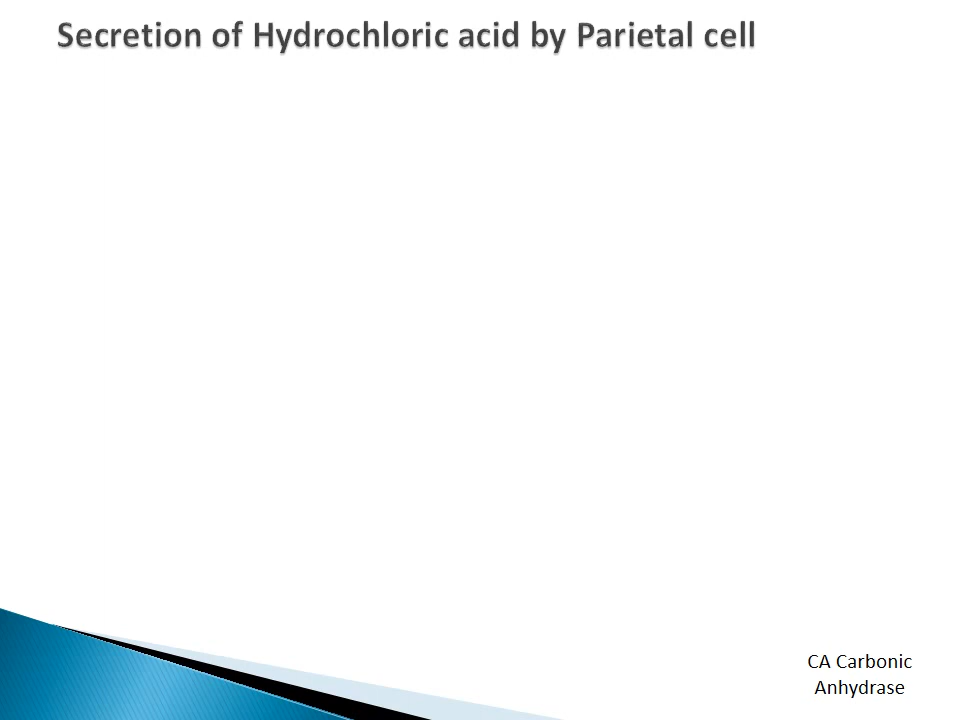 Secretion of Hydrochloric acid by Parietal cell
CA Carbonic
Anhydrase